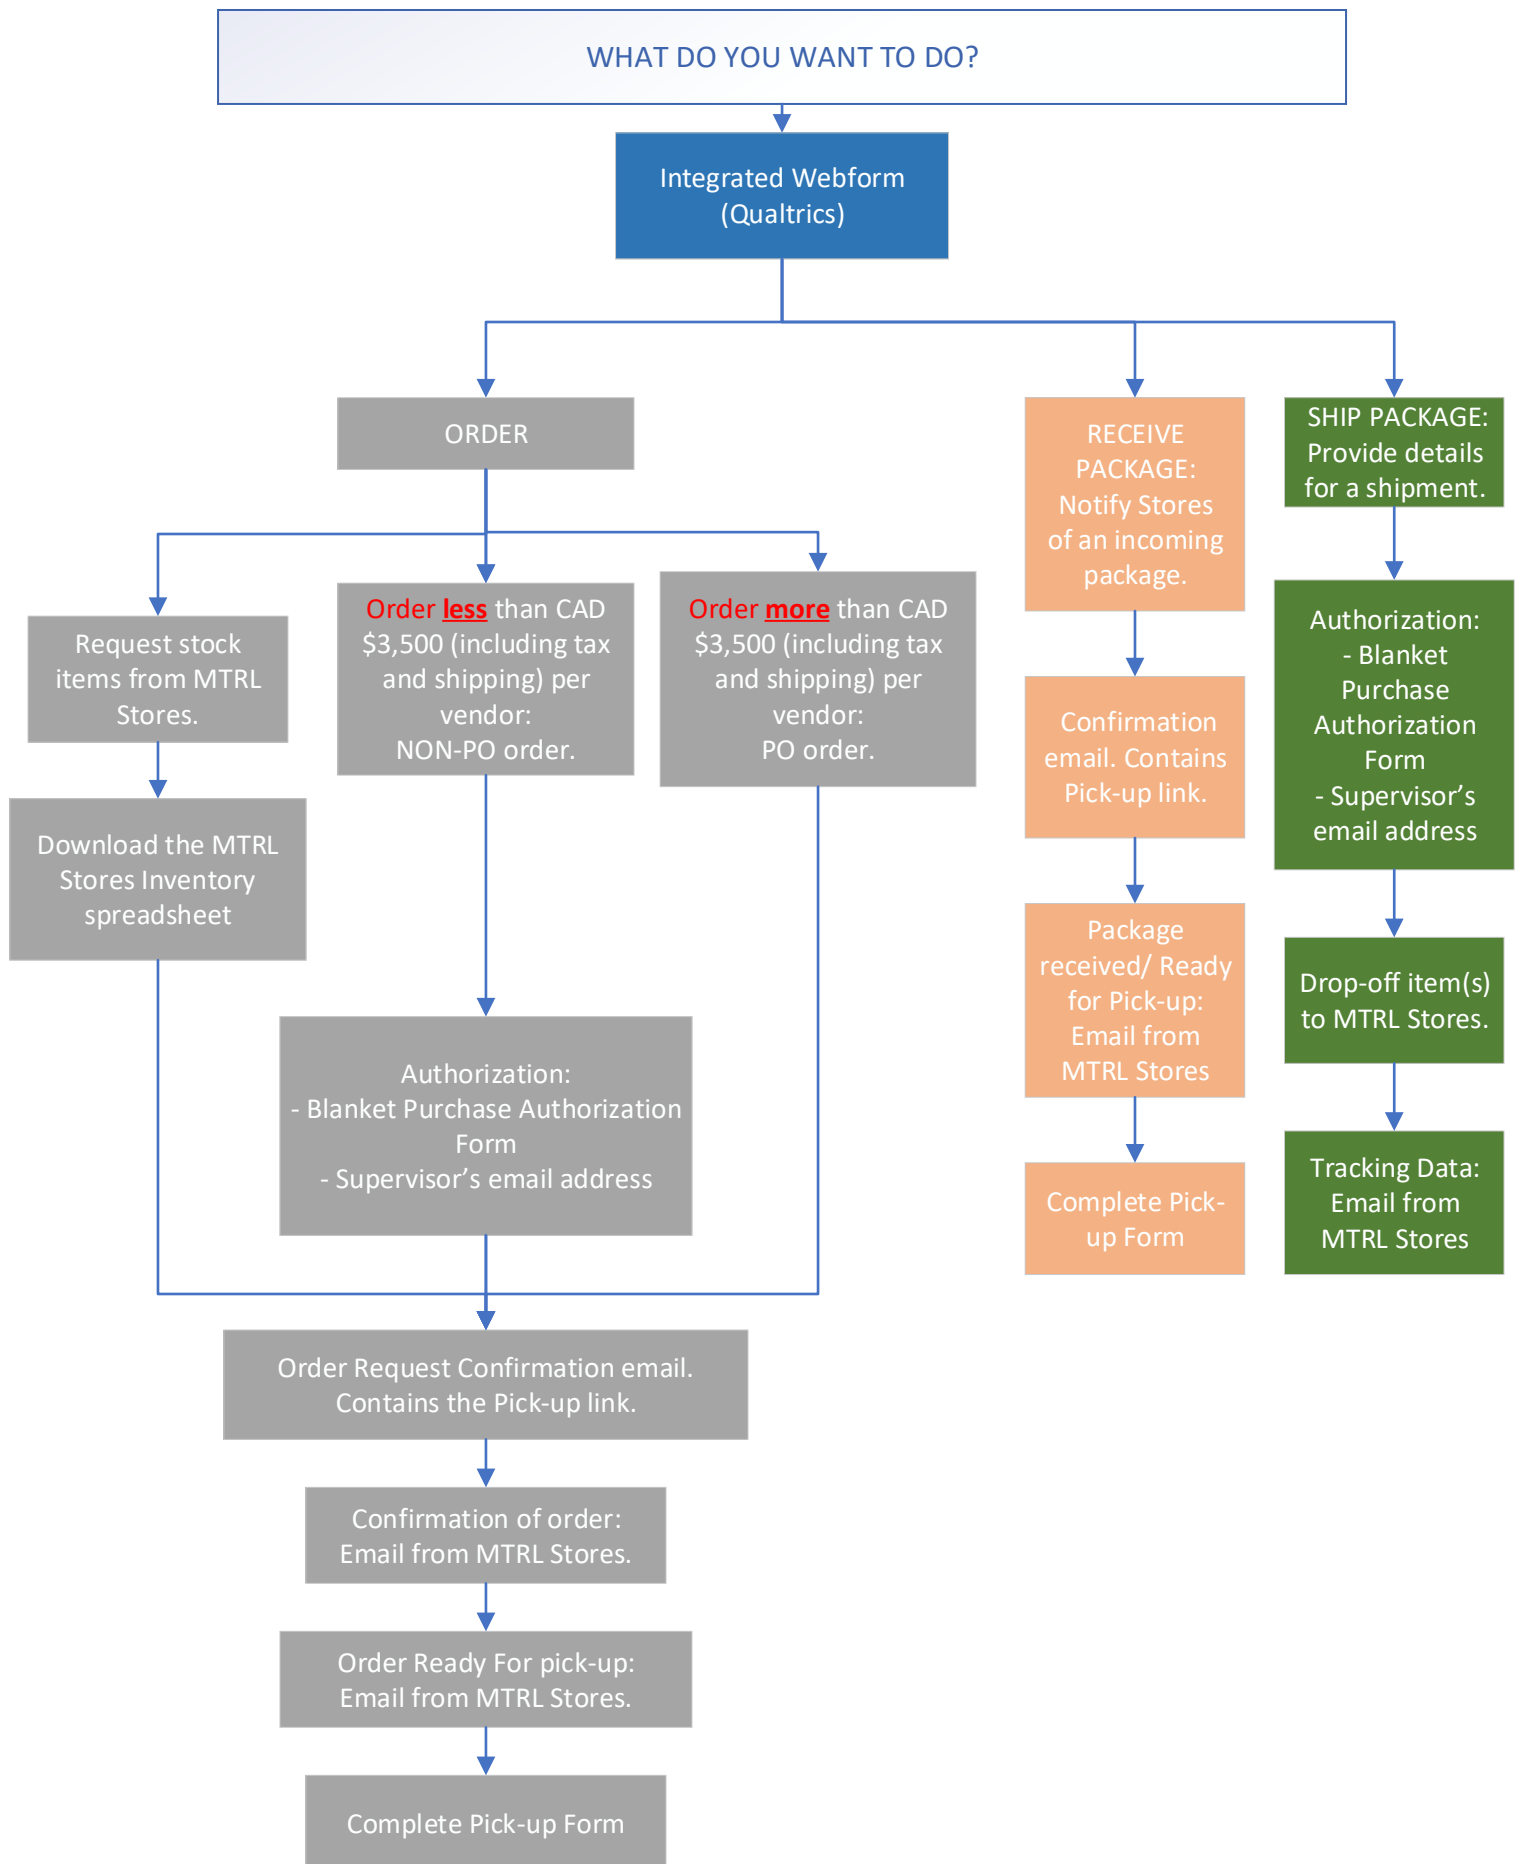 WHAT DO YOU WANT TO DO?
Integrated Webform
(Qualtrics)
ORDER
Request stock
items from MTRL
Stores.
Download the MTRL
Stores Inventory
spreadsheet
Order less than CAD
$3,500 (including tax
and shipping) per
vendor:
NON-PO order.
Order more than CAD
$3,500 (including tax
and shipping) per
vendor:
PO order.
Authorization:
- Blanket Purchase Authorization
Form
- Supervisor’s email address
Order Request Confirmation email.
Contains the Pick-up link.
Confirmation of order:
Email from MTRL Stores.
Order Ready For pick-up:
Email from MTRL Stores.
Complete Pick-up Form
RECEIVE
PACKAGE:
Notify Stores
of an incoming
package.
Confirmation
email. Contains
Pick-up link.
Package
received/ Ready
for Pick-up:
Email from
MTRL Stores
Complete Pick-
up Form
SHIP PACKAGE:
Provide details
for a shipment.
Authorization:
- Blanket
Purchase
Authorization
Form
- Supervisor’s
email address
Drop-off item(s)
to MTRL Stores.
Tracking Data:
Email from
MTRL Stores